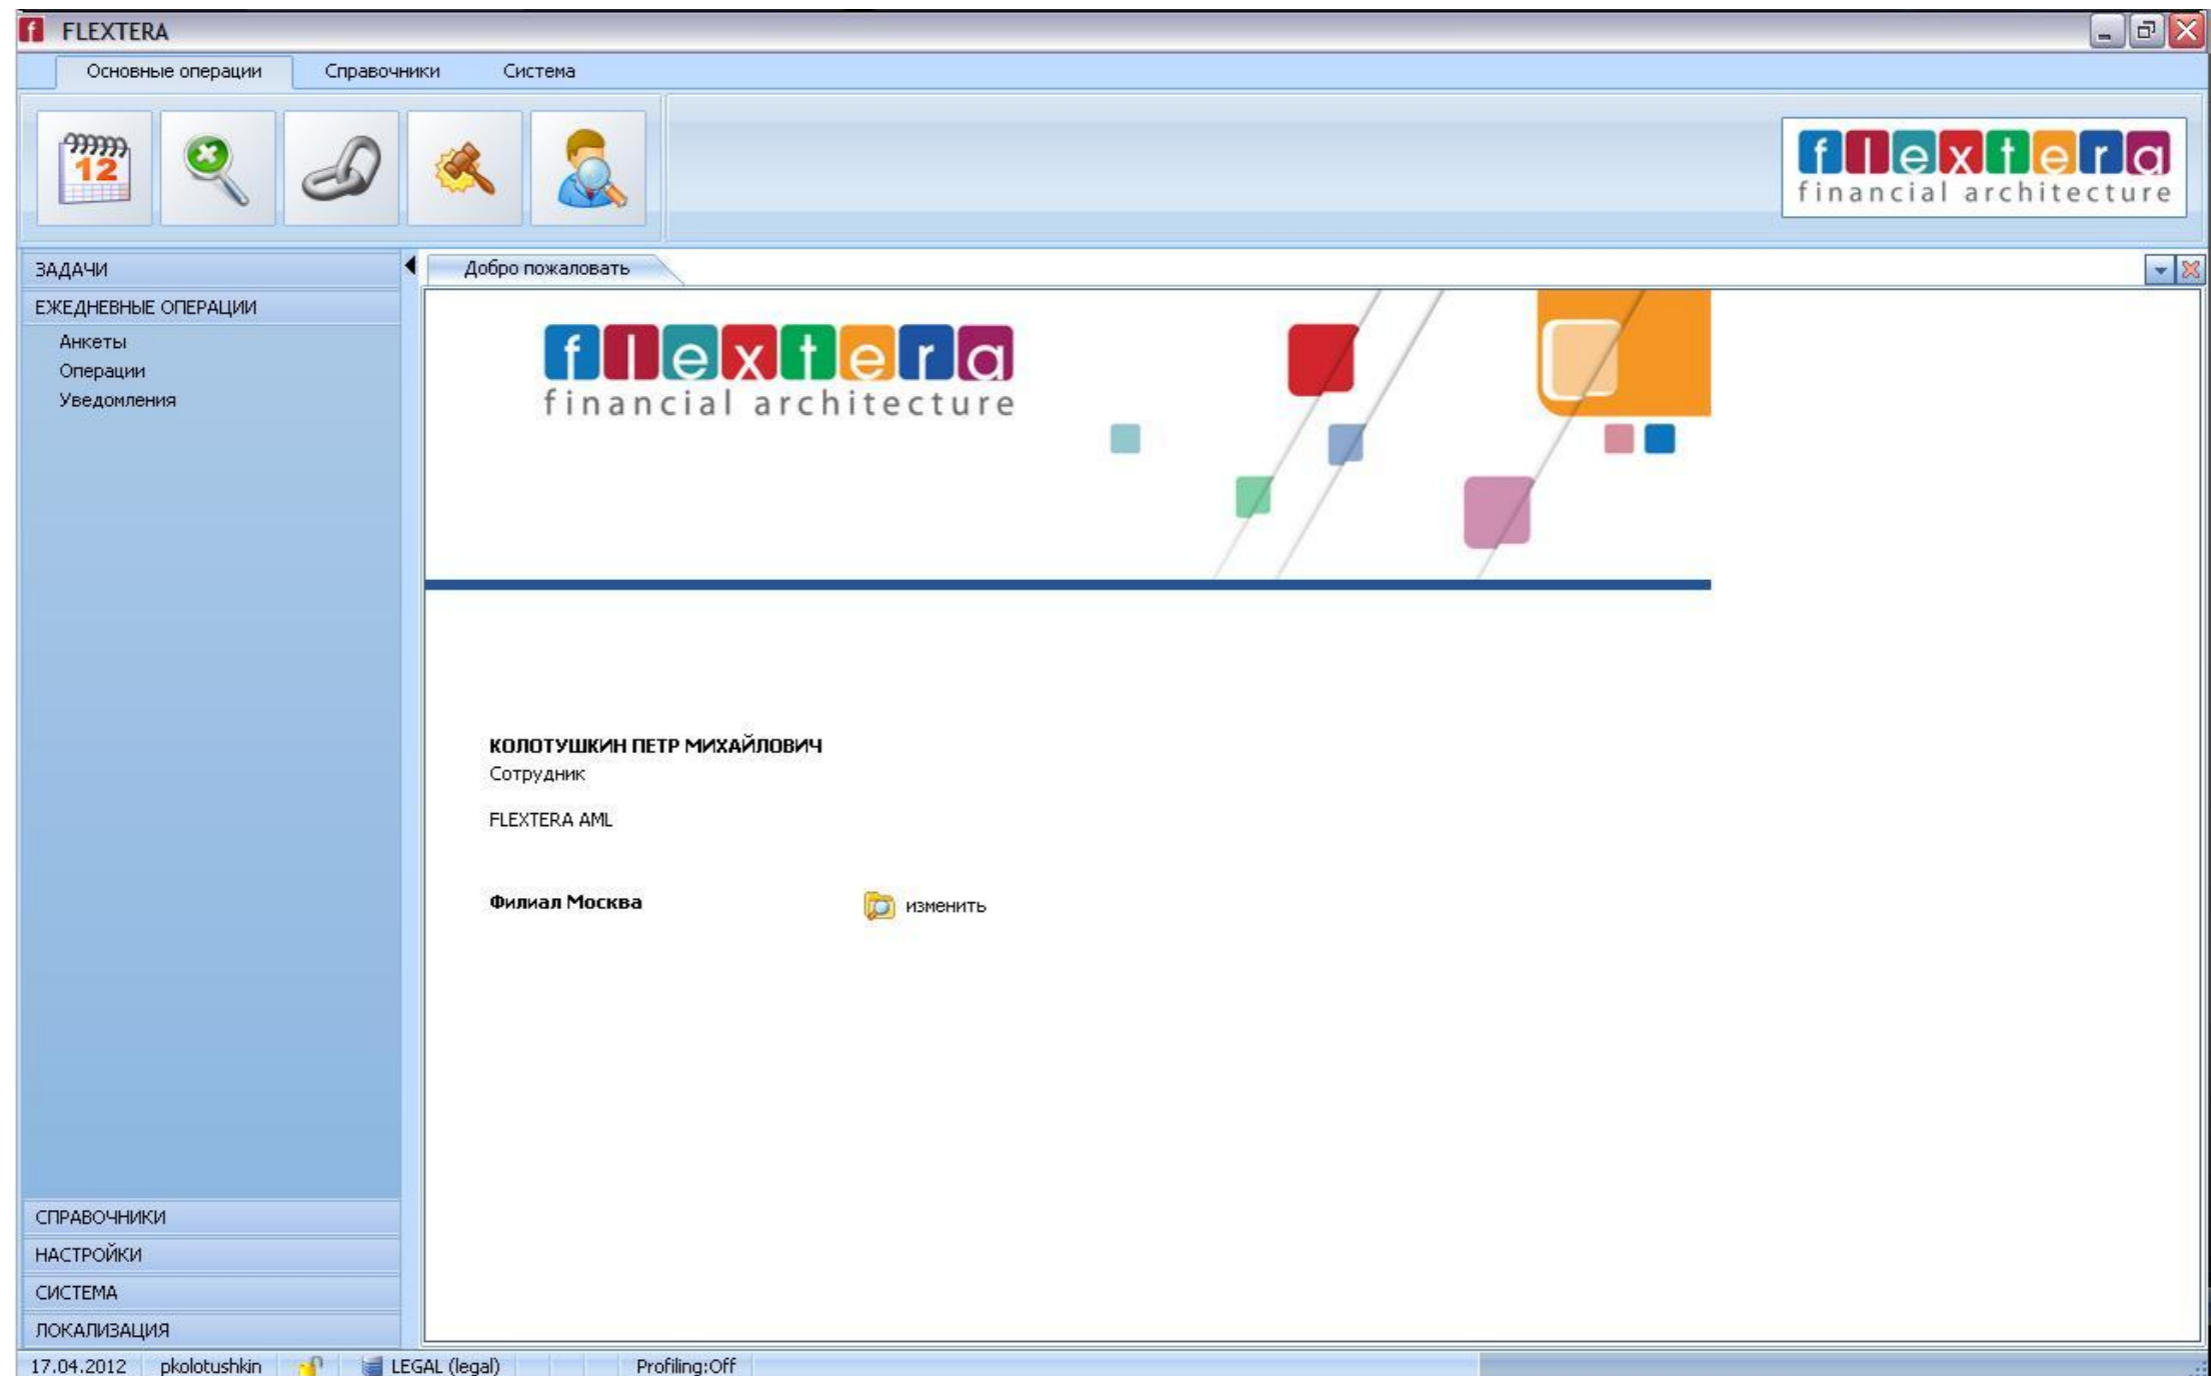 FLEXTERA
Основные операции Справочники Система
12
flextera
financial architecture
ЗАДАЧИ
ЕЖЕДНЕВНЫЕ ОПЕРАЦИИ
Анкеты
Операции
Уведомления
СПРАВОЧНИКИ
НАСТРОЙКИ
СИСТЕМА
ЛОКАЛИЗАЦИЯ
Добро пожаловать
flextera
financial architecture
КОЛОТУШКИН ПЕТР МИХАЙЛОВИЧ
Сотрудник
FLEXTERA AML
Филиал Москва изменить
17.04.2012 pkolotushkin LEGAL (legal) Profiling:Off